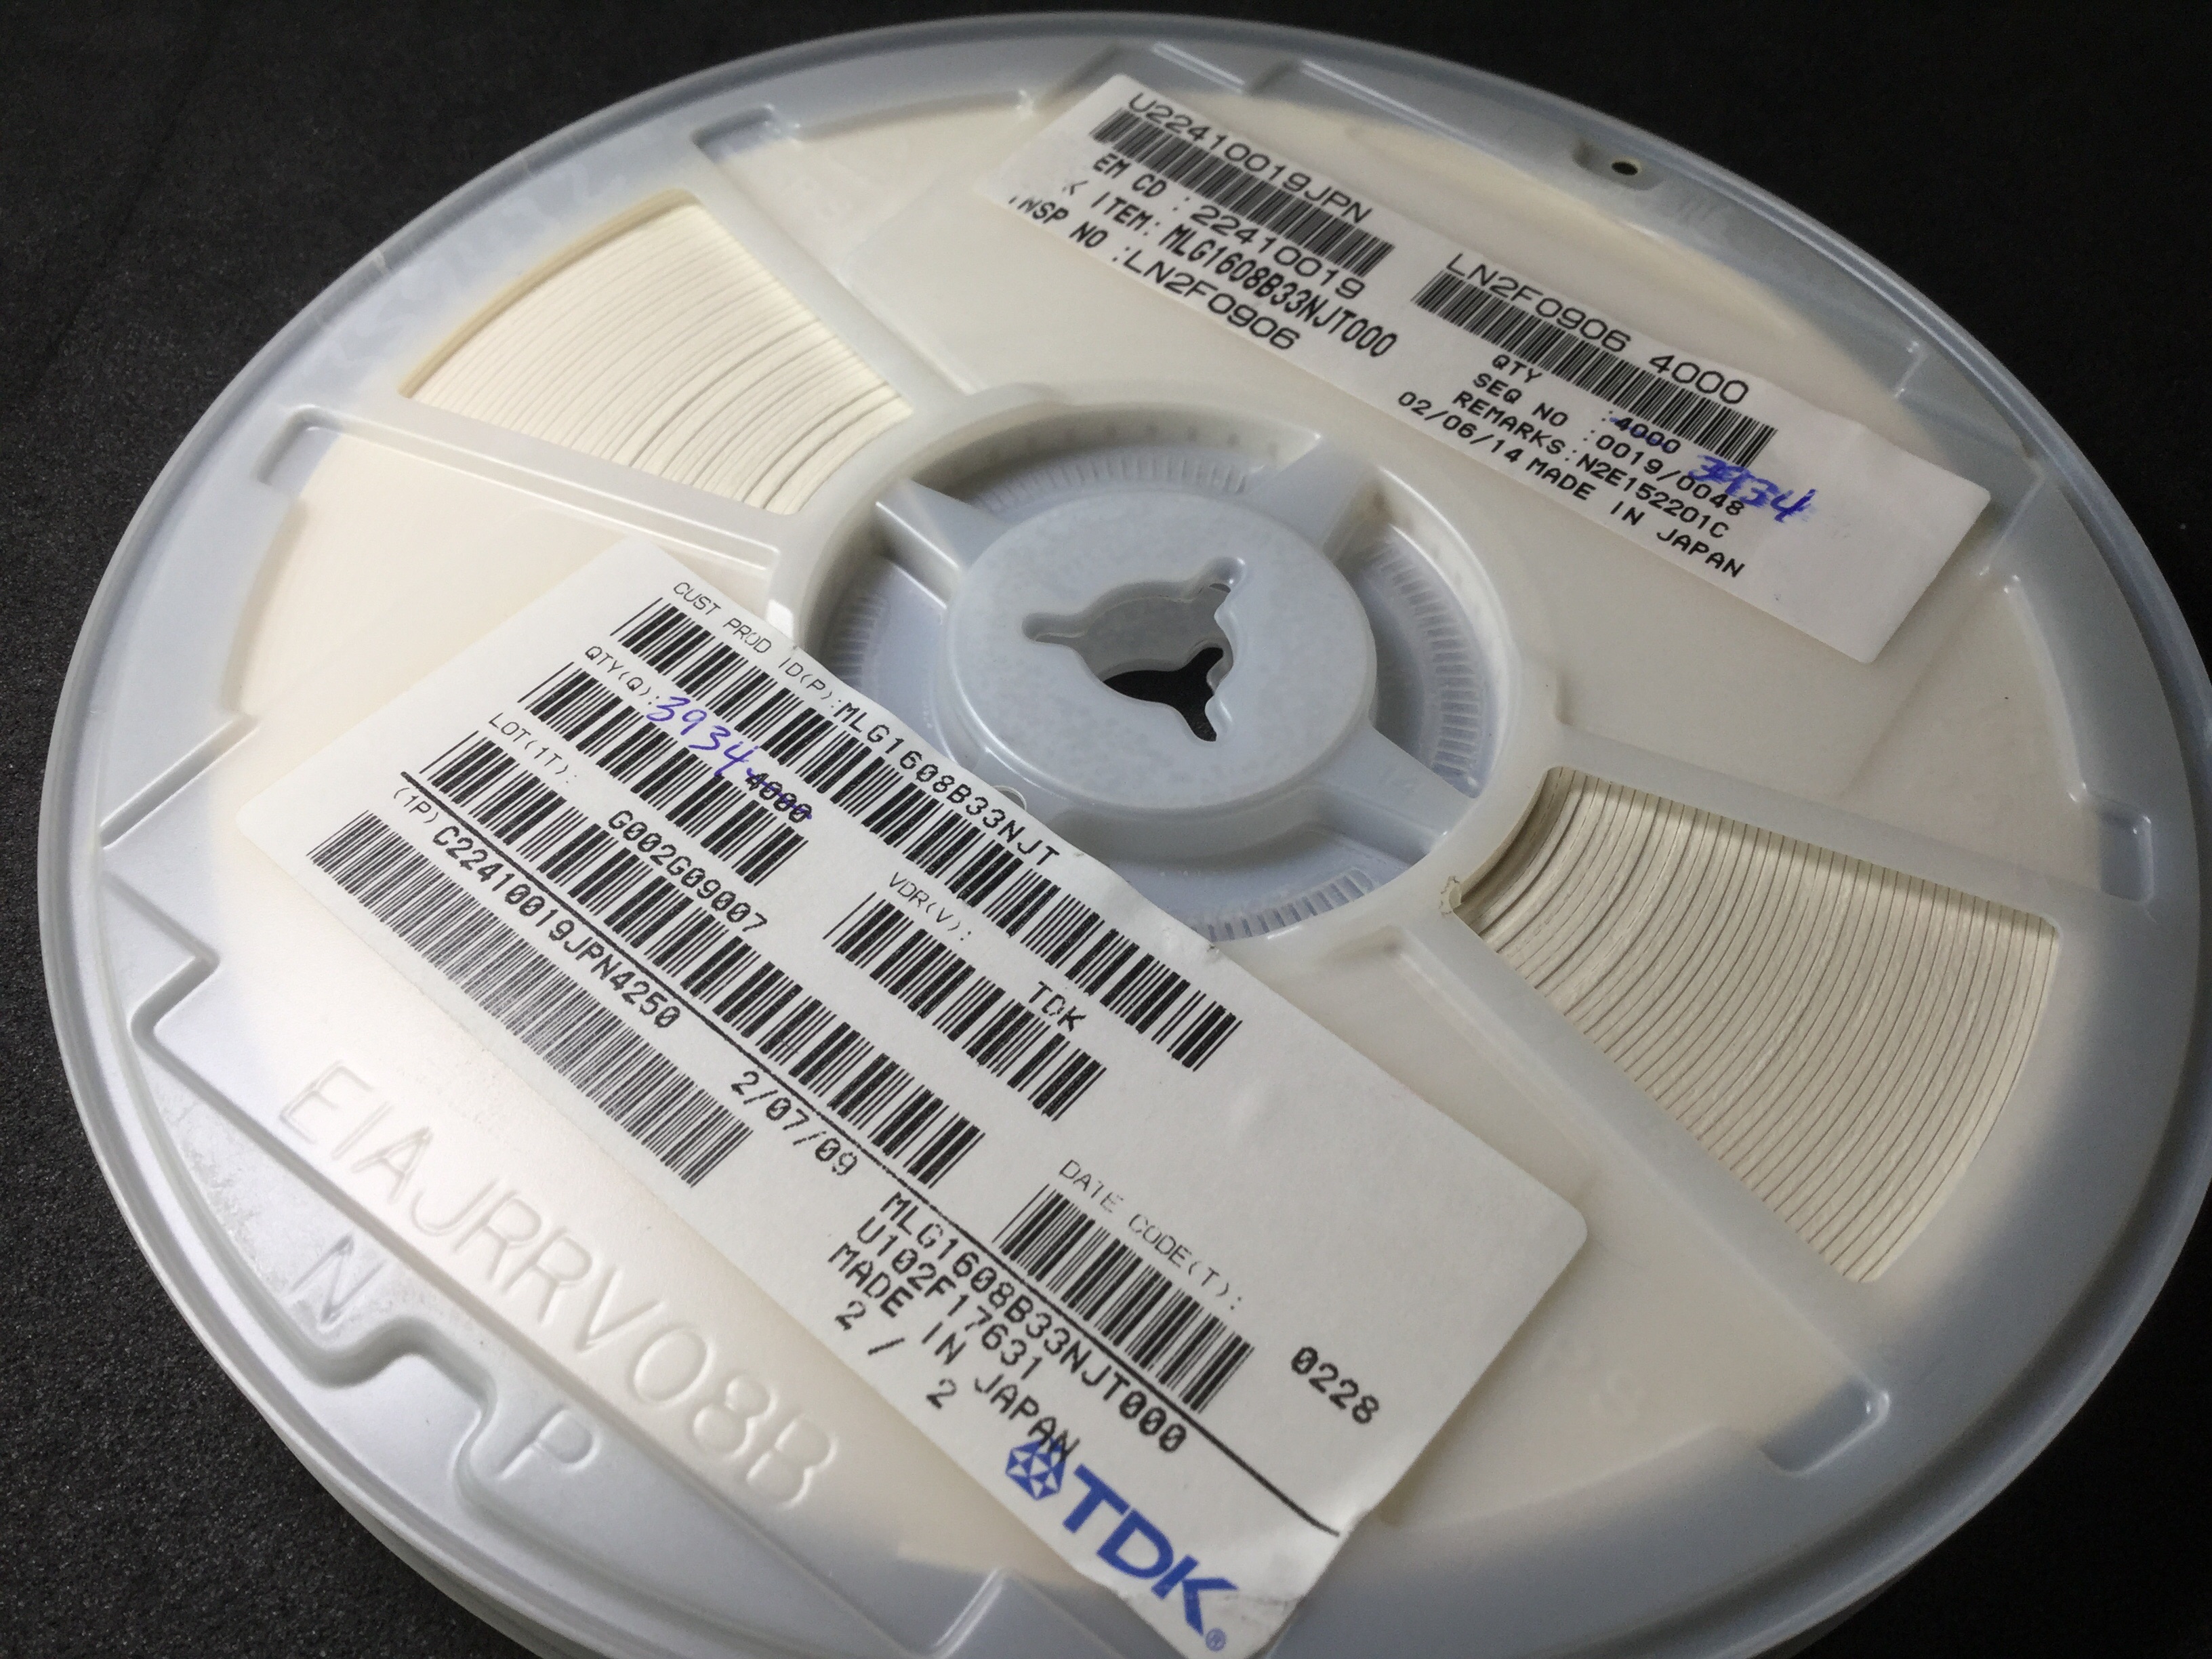 U22410019JPN
LN2F0906 4000
EM CD : 22410019
K ITEM: MLG1608B33NJT000
INSP NO :LN2F0906
QTY :4000
3934
SEQ NO :0019/0048
REMARKS:N2E152201C
02/06/14 MADE IN JAPAN
CUST PROD ID(P):MLG1608B33NJT
QTY(Q): 3934 4000
VDR(V): TDK
LOT(1T): G002G09007
DATE CODE(T): 0228
(1P)C22410019JPN4250
2/07/09
MLG1608B33NJT000
U102F17631
MADE IN JAPAN
2 / 2
TDK®
EIAJRRV08B
N
P